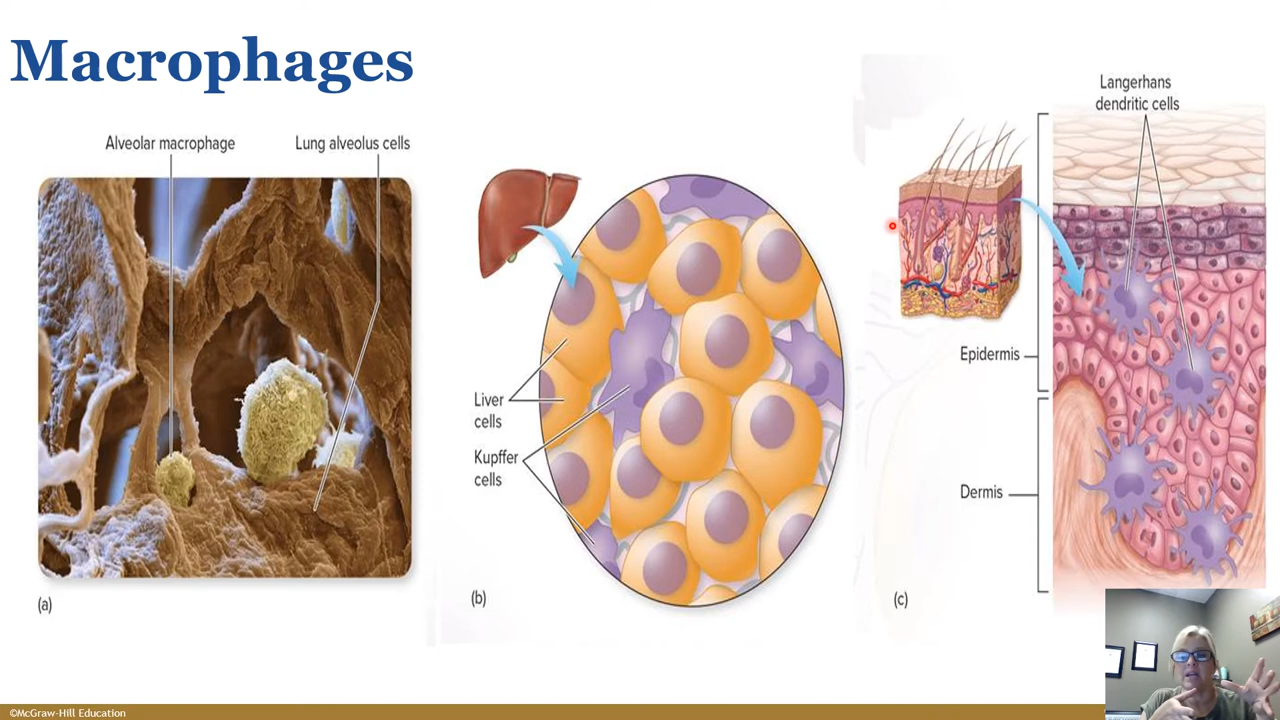 Macrophages
Alveolar macrophage
Lung alveolus cells
(a)
Liver
cells
Kupffer
cells
(b)
Langerhans
dendritic cells
Epidermis
Dermis
(c)
©McGraw-Hill Education